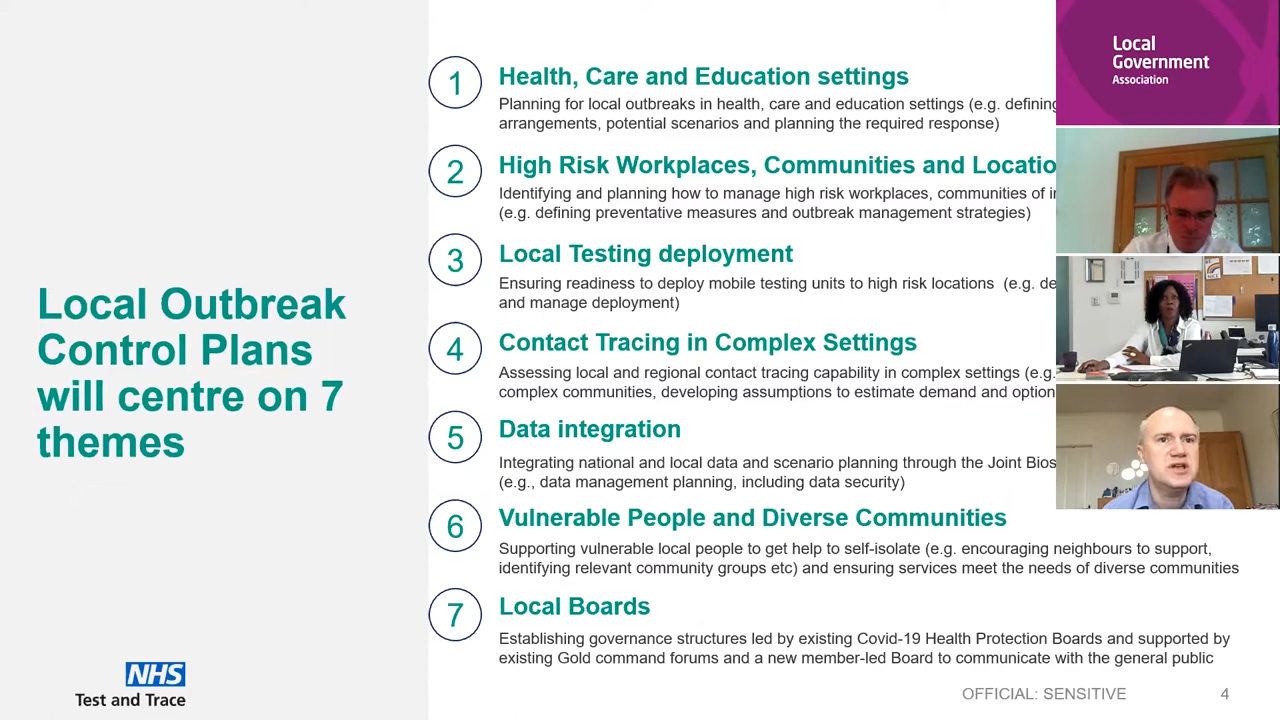 Local
Government
Association
Local Outbreak
Control Plans
will centre on 7
themes
1
Health, Care and Education settings
Planning for local outbreaks in health, care and education settings (e.g. defining
arrangements, potential scenarios and planning the required response)
2
High Risk Workplaces, Communities and Locatio
Identifying and planning how to manage high risk workplaces, communities of
(e.g. defining preventative measures and outbreak management strategies)
3
Local Testing deployment
Ensuring readiness to deploy mobile testing units to high risk locations (e.g. de
and manage deployment)
4
Contact Tracing in Complex Settings
Assessing local and regional contact tracing capability in complex settings (e.g.
complex communities, developing assumptions to estimate demand and option
5
Data integration
Integrating national and local data and scenario planning through the Joint Bios
(e.g., data management planning, including data security)
6
Vulnerable People and Diverse Communities
Supporting vulnerable local people to get help to self-isolate (e.g. encouraging neighbours to support,
identifying relevant community groups etc) and ensuring services meet the needs of diverse communities
7
Local Boards
Establishing governance structures led by existing Covid-19 Health Protection Boards and supported by
existing Gold command forums and a new member-led Board to communicate with the general public
NHS
Test and Trace
OFFICIAL: SENSITIVE
4